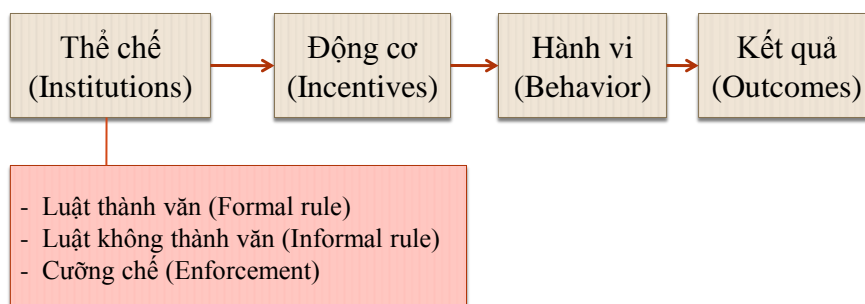 Thể chế
(Institutions)
Động cơ
(Incentives)
Hành vi
(Behavior)
Kết quả
(Outcomes)
- Luật thành văn (Formal rule)
- Luật không thành văn (Informal rule)
- Cưỡng chế (Enforcement)